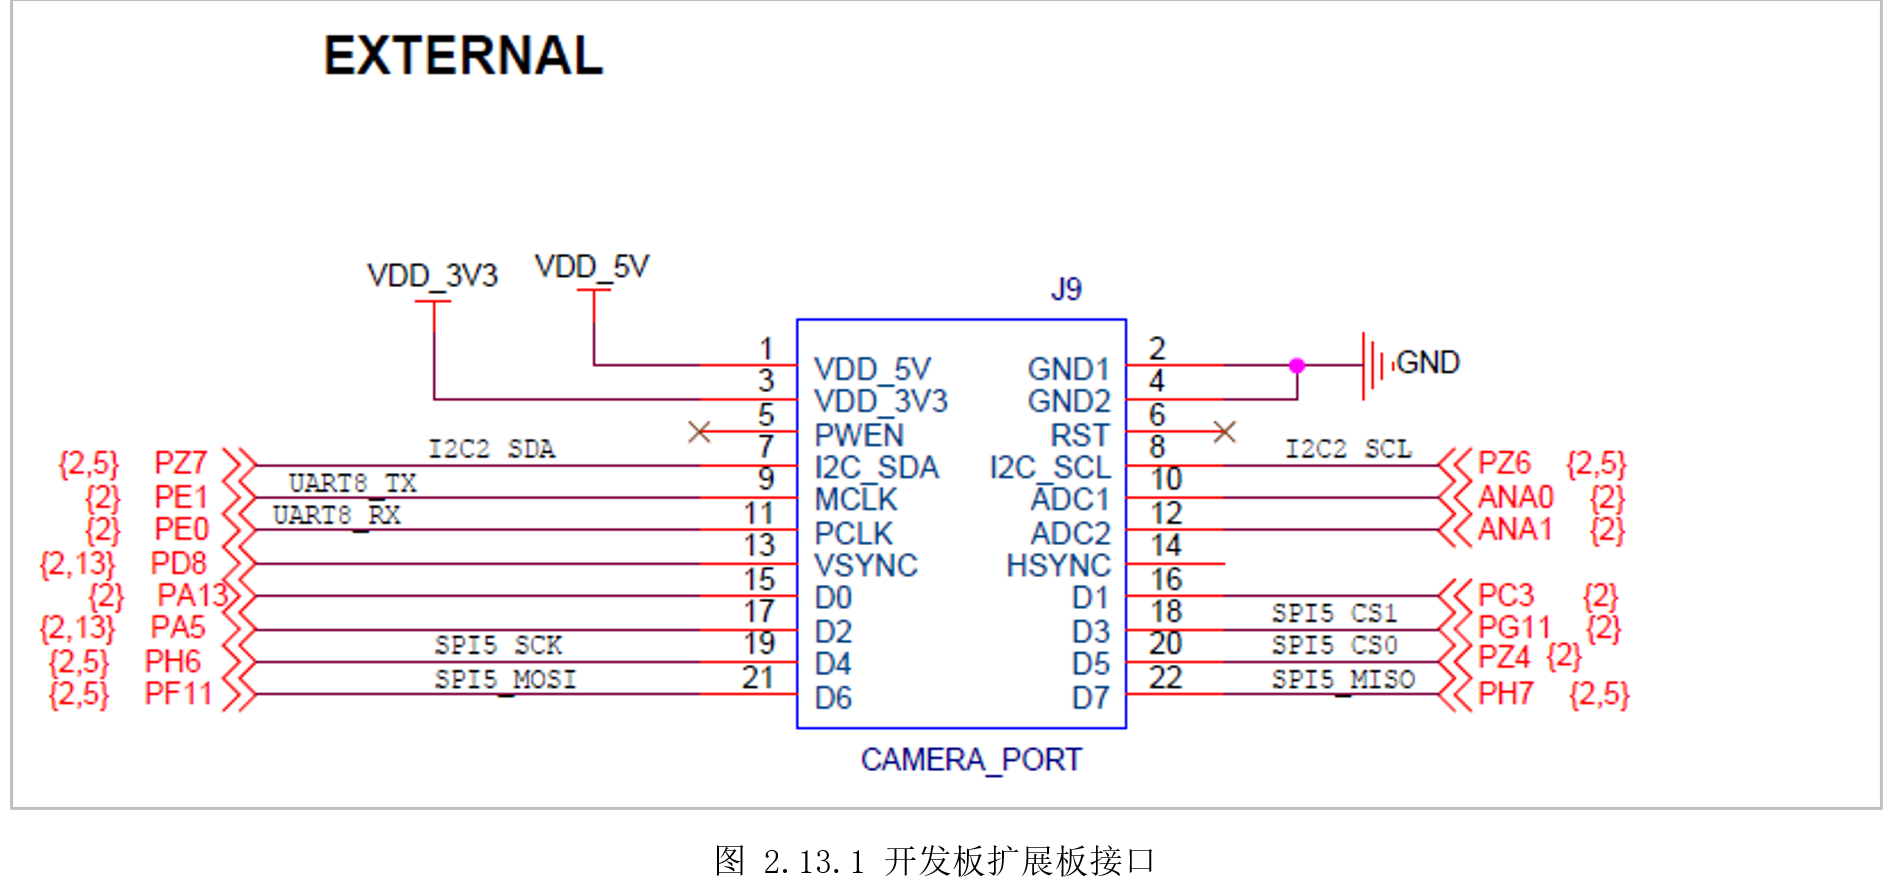 EXTERNAL
VDD_3V3 VDD_5V
J9
1 VDD_5V GND1 2 GND
3 VDD_3V3 GND2 4
5 PWEN RST 6
{2,5} PZ7 I2C2_SDA 7 I2C_SDA I2C_SCL 8 I2C2_SCL PZ6 {2,5}
{2} PE1 UART8_TX 9 MCLK ADC1 10 ANA0 {2}
{2} PE0 UART8_RX 11 PCLK ADC2 12 ANA1 {2}
{2,13} PD8 13 VSYNC HSYNC 14
{2} PA13 15 D0 D1 16 PC3 {2}
{2,13} PA5 17 D2 D3 18 SPI5_CS1 PG11 {2}
{2,5} PH6 SPI5_SCK 19 D4 D5 20 SPI5_CS0 PZ4 {2}
{2,5} PF11 SPI5_MOSI 21 D6 D7 22 SPI5_MISO PH7 {2,5}
CAMERA_PORT
图 2.13.1 开发板扩展板接口